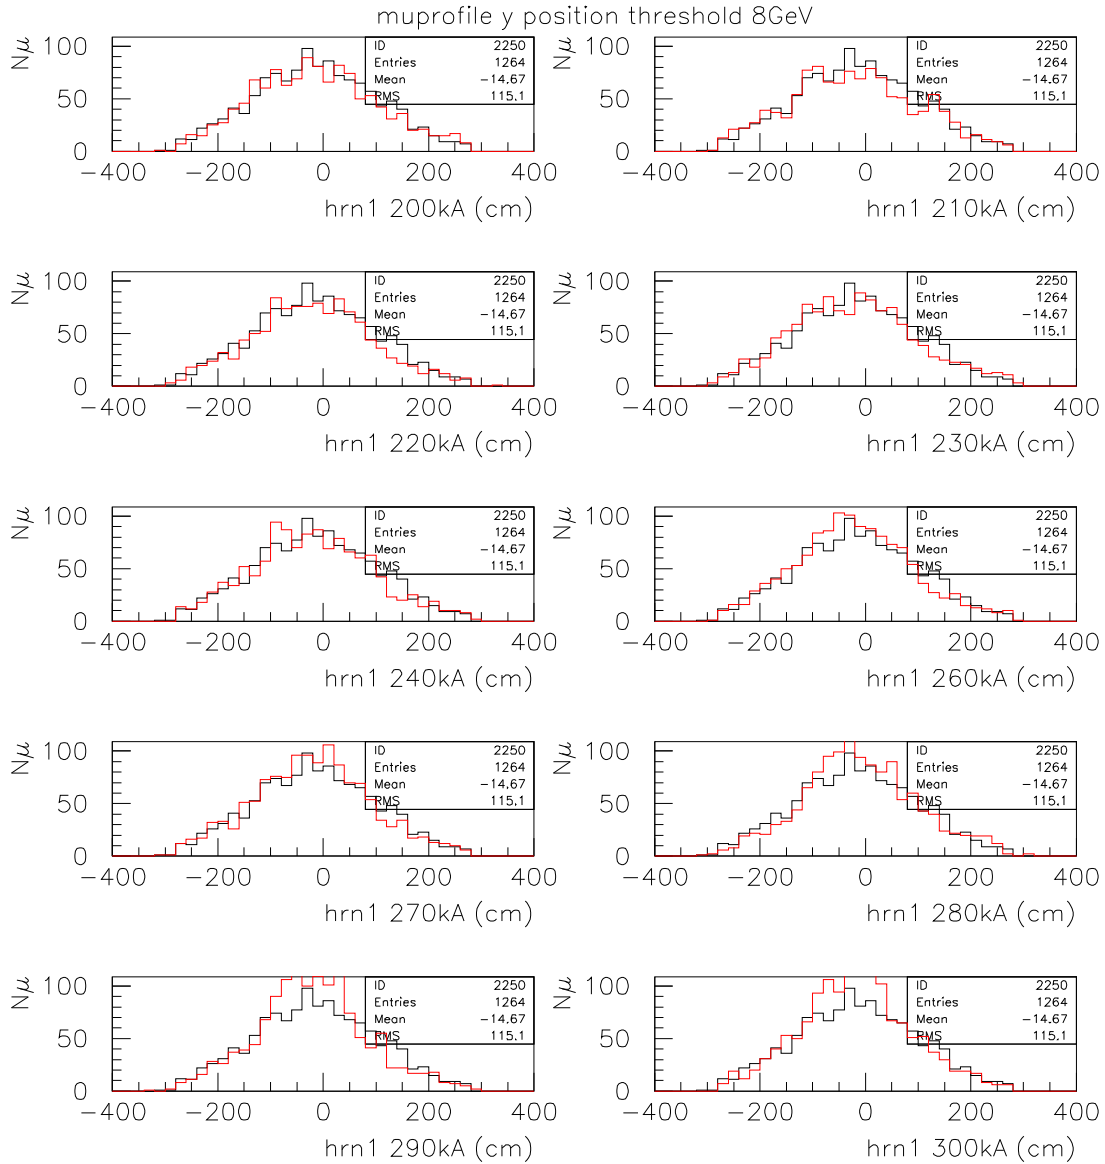 muprofile y position threshold 8GeV
Nμ
100
50
0
ID 2250
Entries 1264
Mean -14.67
RMS 115.1
-400 -200 0 200 400
hrn1 200kA (cm)
Nμ
100
50
0
ID 2250
Entries 1264
Mean -14.67
RMS 115.1
-400 -200 0 200 400
hrn1 210kA (cm)
Nμ
100
50
0
ID 2250
Entries 1264
Mean -14.67
RMS 115.1
-400 -200 0 200 400
hrn1 220kA (cm)
Nμ
100
50
0
ID 2250
Entries 1264
Mean -14.67
RMS 115.1
-400 -200 0 200 400
hrn1 230kA (cm)
Nμ
100
50
0
ID 2250
Entries 1264
Mean -14.67
RMS 115.1
-400 -200 0 200 400
hrn1 240kA (cm)
Nμ
100
50
0
ID 2250
Entries 1264
Mean -14.67
RMS 115.1
-400 -200 0 200 400
hrn1 260kA (cm)
Nμ
100
50
0
ID 2250
Entries 1264
Mean -14.67
RMS 115.1
-400 -200 0 200 400
hrn1 270kA (cm)
Nμ
100
50
0
ID 2250
Entries 1264
Mean -14.67
RMS 115.1
-400 -200 0 200 400
hrn1 280kA (cm)
Nμ
100
50
0
ID 2250
Entries 1264
Mean -14.67
RMS 115.1
-400 -200 0 200 400
hrn1 290kA (cm)
Nμ
100
50
0
ID 2250
Entries 1264
Mean -14.67
RMS 115.1
-400 -200 0 200 400
hrn1 300kA (cm)